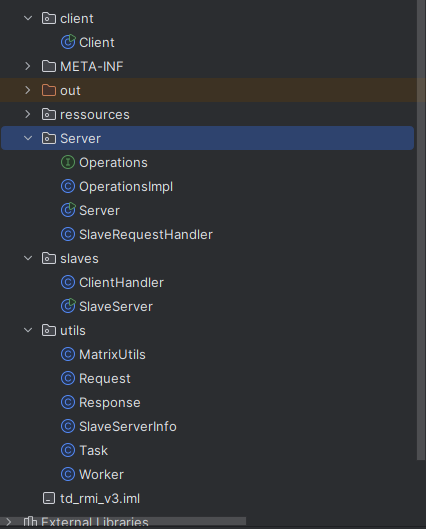 client
Client
META-INF
out
ressources
Server
Operations
OperationsImpl
Server
SlaveRequestHandler
slaves
ClientHandler
SlaveServer
utils
MatrixUtils
Request
Response
SlaveServerInfo
Task
Worker
td_rmi_v3.iml
External Libraries